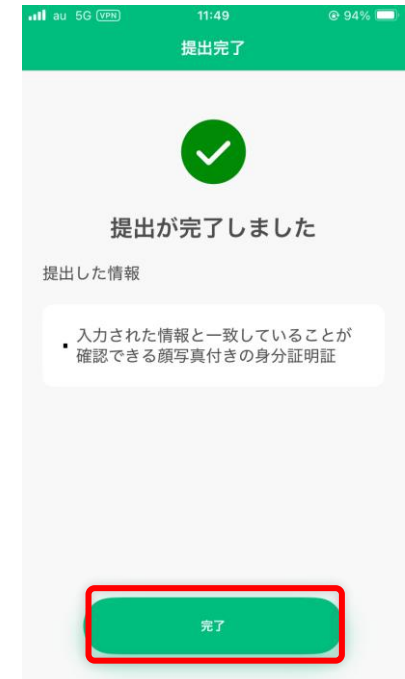 au 5G VPN 11:49 94%
提出完了
提出が完了しました
提出した情報
▪ 入力された情報と一致していることが
確認できる顔写真付きの身分証明証
完了